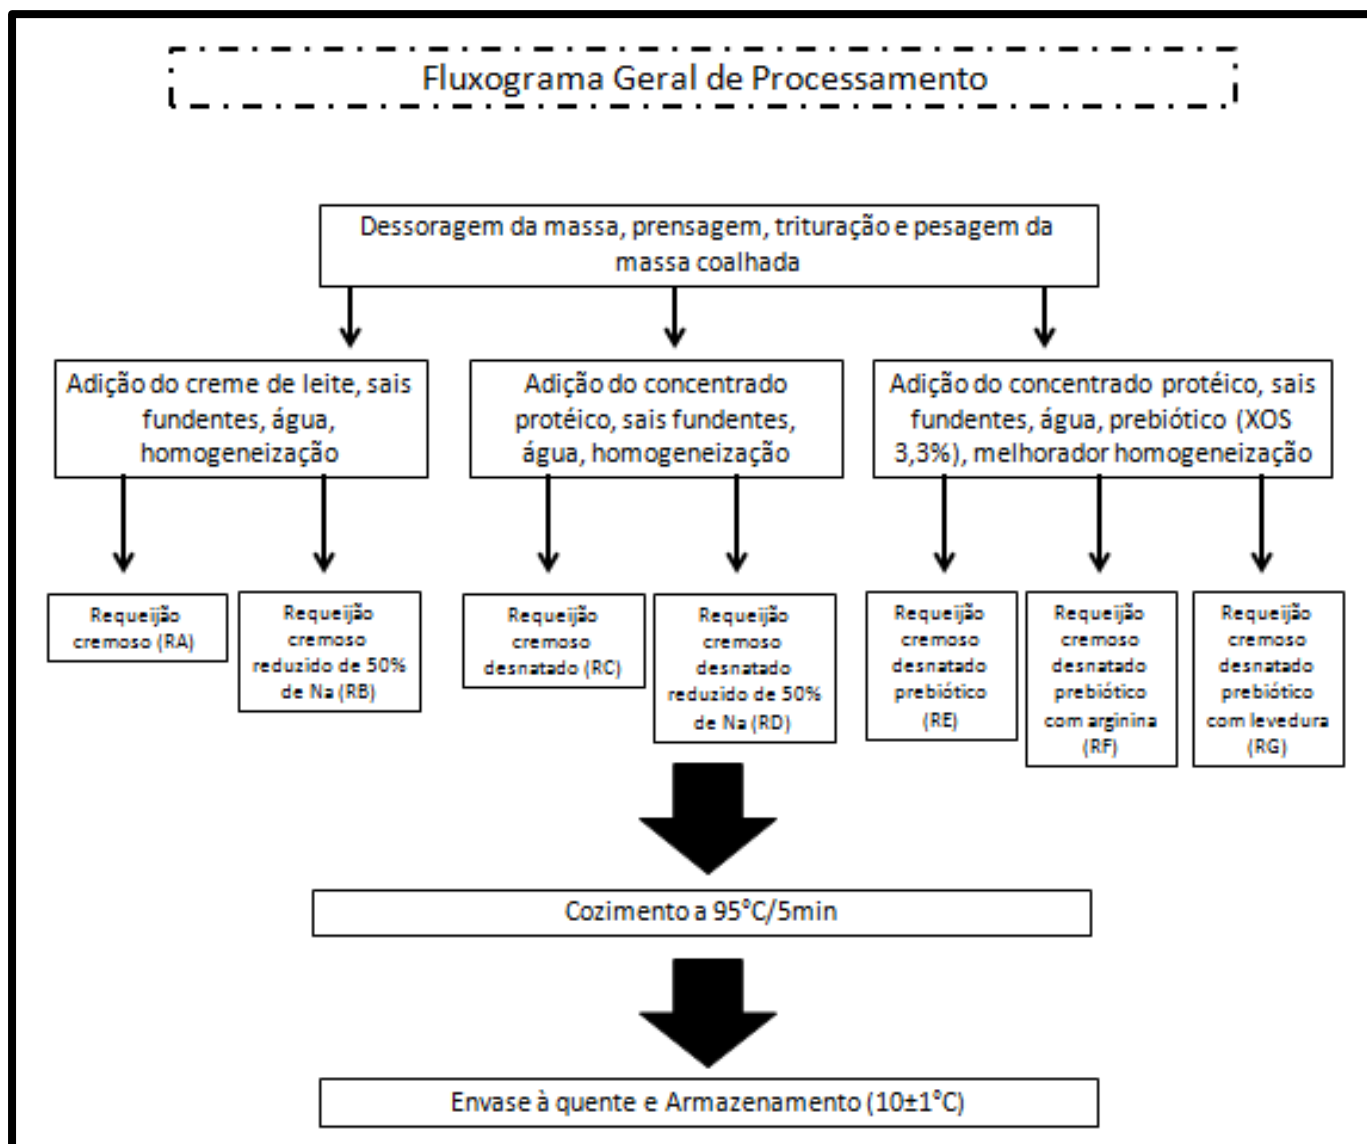 Fluxograma Geral de Processamento
Dessoragem da massa, prensagem, trituração e pesagem da
massa coalhada
Adição do creme de leite, sais
fundentes, água,
homogeneização
Adição do concentrado
protéico, sais fundentes,
água, homogeneização
Adição do concentrado protéico, sais
fundentes, água, prebiótico (XOS
3,3%), melhorador homogeneização
Requeijão
cremoso (RA)
Requeijão
cremoso
reduzido de 50%
de Na (RB)
Requeijão
cremoso
desnatado (RC)
Requeijão
cremoso
desnatado
reduzido de 50%
de Na (RD)
Requeijão
cremoso
desnatado
prebiótico
(RE)
Requeijão
cremoso
desnatado
prebiótico
com arginina
(RF)
Requeijão
cremoso
desnatado
prebiótico
com levedura
(RG)
Cozimento a 95°C/5min
Envase à quente e Armazenamento (10±1°C)